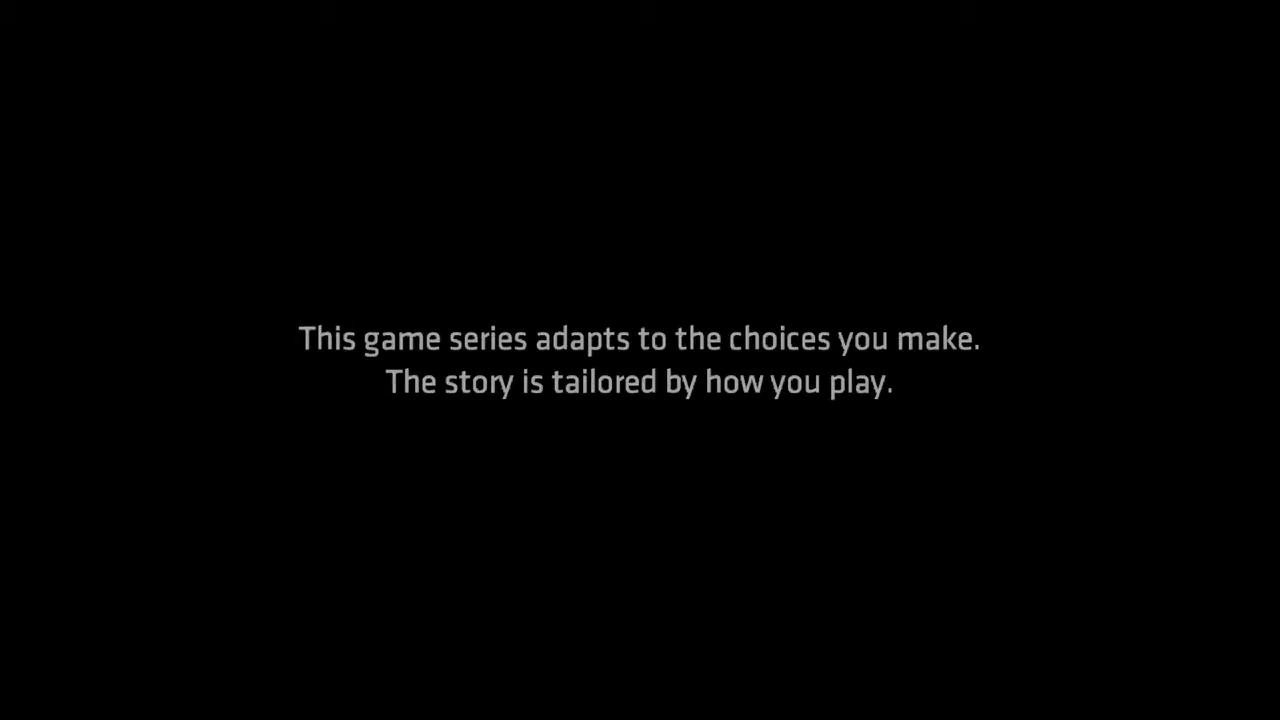 This game series adapts to the choices you make.
The story is tailored by how you play.